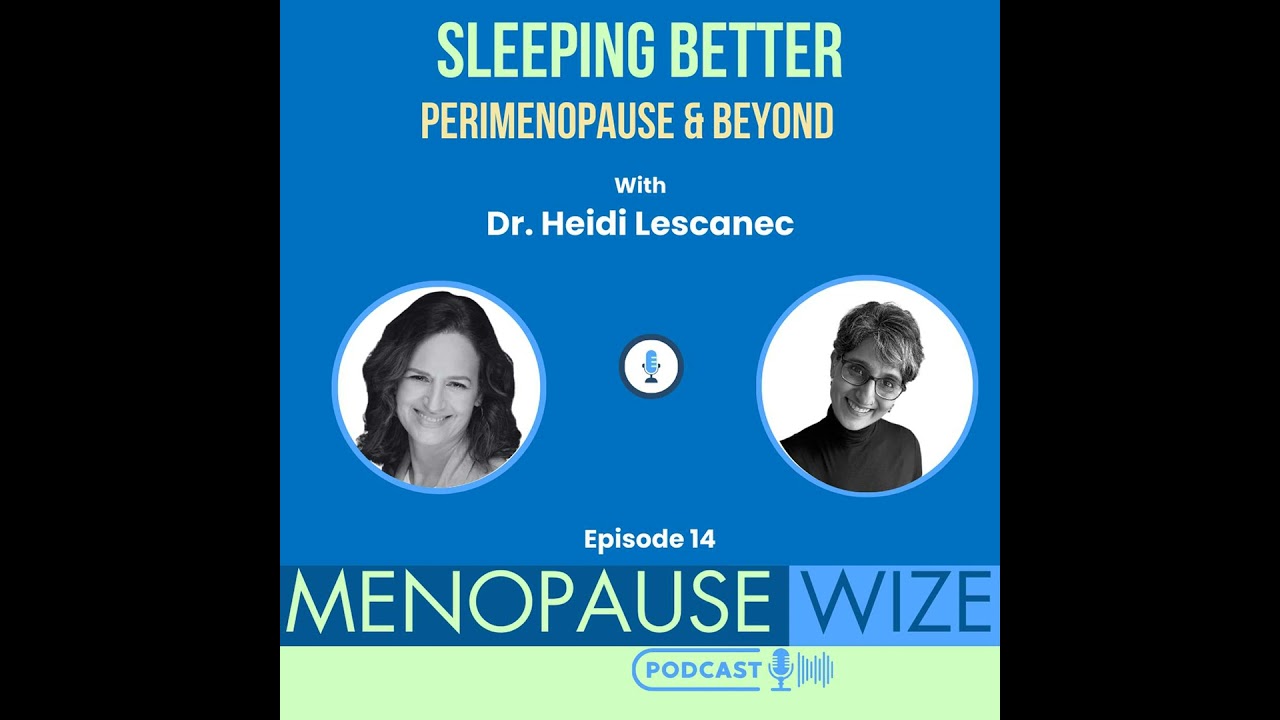 SLEEPING BETTER
PERIMENOPAUSE & BEYOND
With
Dr. Heidi Lescanec
Episode 14
MENOPAUSE WIZE
PODCAST